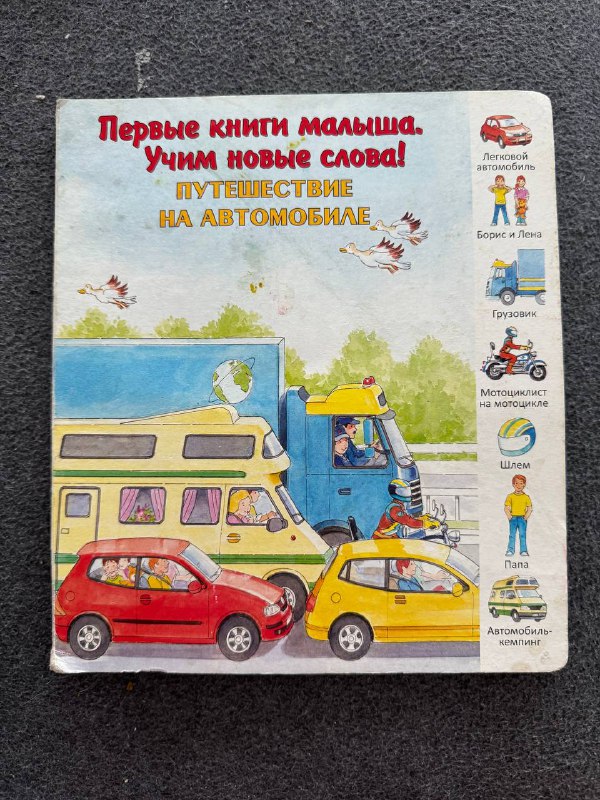 Первые книги малыша.
Учим новые слова!
ПУТЕШЕСТВИЕ
НА АВТОМОБИЛЕ
Легковой
автомобиль
Борис и Лена
Грузовик
Мотоциклист
на мотоцикле
Шлем
Папа
Автомобиль-
кемпинг